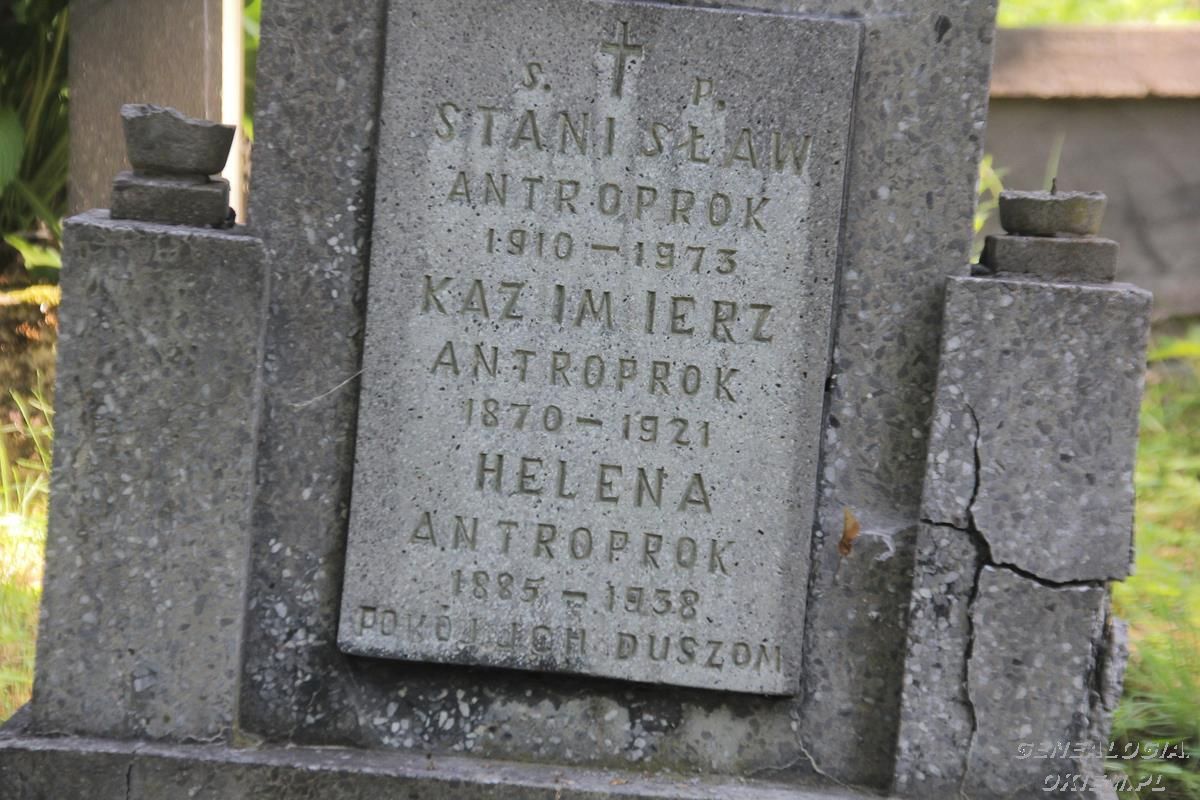 S. P.
STANISŁAW
ANTROPROK
1910 – 1973
KAZIMIERZ
ANTROPROK
1870 – 1921
HELENA
ANTROPROK
1885 – 1938
POKÓJ ICH DUSZOM
GENEALOGIA.
OKIEM.PL